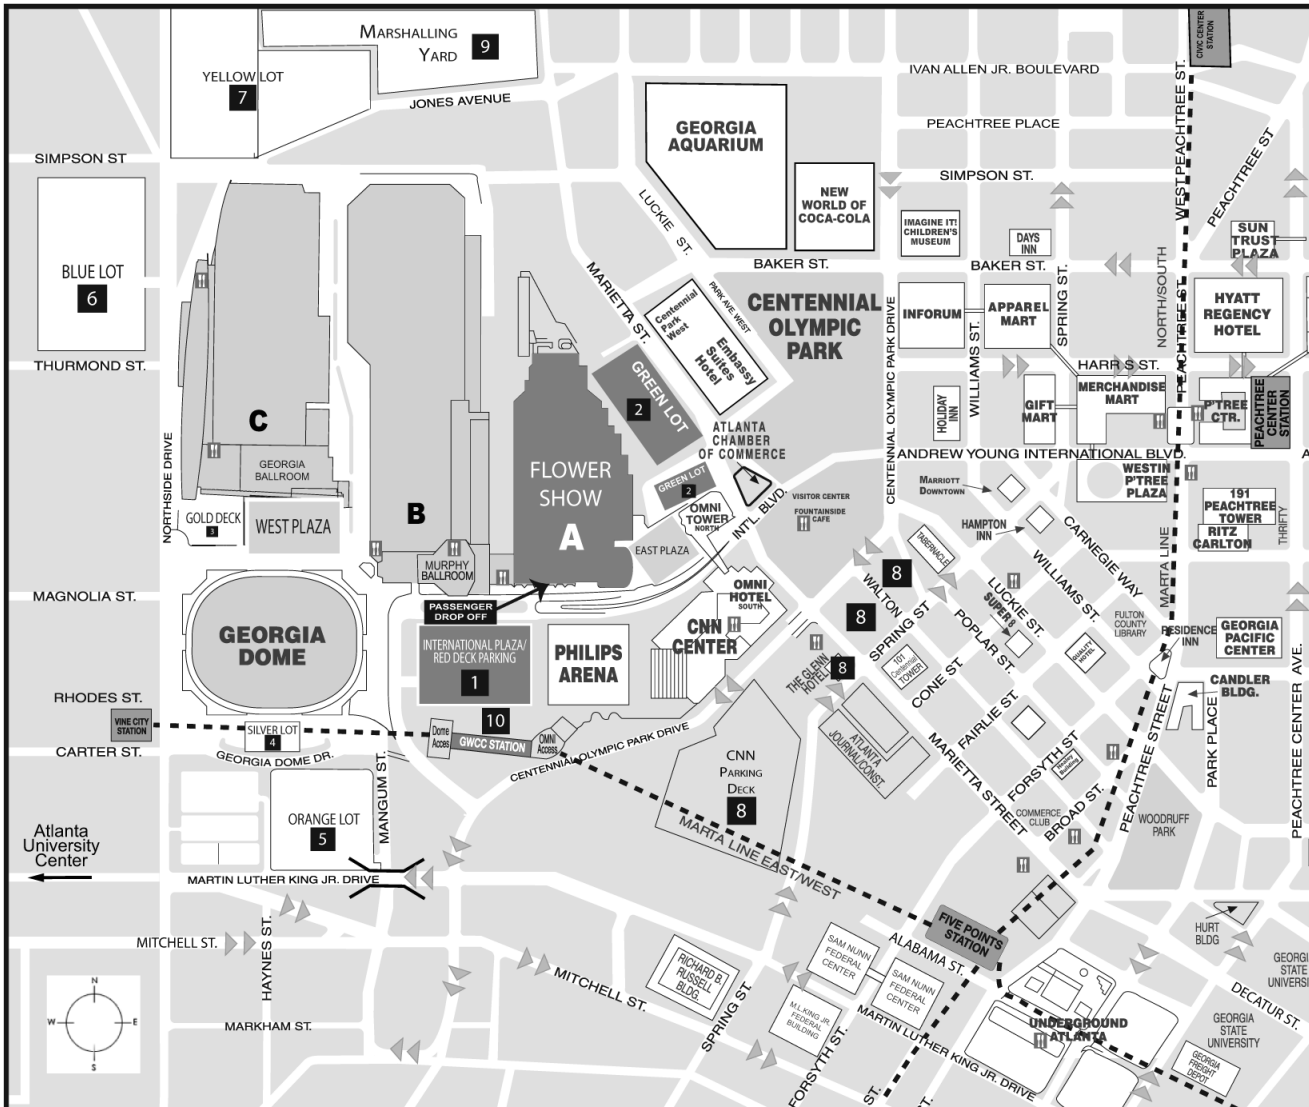 MARSHALLING
YARD
9
YELLOW LOT
7
JONES AVENUE
CIVIC CENTER
STATION
IVAN ALLEN JR. BOULEVARD
PEACHTREE PLACE
SIMPSON ST
SIMPSON ST.
WEST PEACHTREE ST.
PEACHTREE ST
GEORGIA
AQUARIUM
NEW
WORLD OF
COCA-COLA
IMAGINE IT!
CHILDREN'S
MUSEUM
DAYS
INN
SUN
TRUST
PLAZA
LUCKIE ST.
BAKER ST.
BAKER ST.
BLUE LOT
6
MARIETTA ST.
PARK AVE. WEST
CENTENNIAL
OLYMPIC
PARK
Centennial
Park
West
Embassy
Suites
Hotel
CENTENNIAL OLYMPIC PARK DRIVE
INFORUM
APPAREL
MART
SPRING ST.
NORTH/SOUTH
PEACHTREE ST.
HYATT
REGENCY
HOTEL
WILLIAMS ST.
THURMOND ST.
HARR S ST.
GREEN LOT
2
HOLIDAY
INN
GIFT
MART
MERCHANDISE
MART
P'TREE
CTR.
PEACHTREE
CENTER
STATION
C
GEORGIA
BALLROOM
NORTHSIDE DRIVE
FLOWER
SHOW
A
ATLANTA
CHAMBER
OF COMMERCE
GREEN LOT
2
ANDREW YOUNG INTERNATIONAL BLVD.
A
MARRIOTT
DOWNTOWN
WESTIN
P'TREE
PLAZA
GOLD DECK
3
WEST PLAZA
B
OMNI
TOWER
NORTH
INT'L. BLVD.
VISITOR CENTER
FOUNTAINSIDE
CAFE
HAMPTON
INN
CARNEGIE WAY
191
PEACHTREE
TOWER
RITZ
CARLTON
THRIFTY
MARTA LINE
EAST PLAZA
TABERNACLE
MURPHY
BALLROOM
MAGNOLIA ST.
PASSENGER
DROP OFF
OMNI
HOTEL
SOUTH
8
WALTON
8
LUCKIE ST.
SUPER 8
WILLIAMS ST.
FULTON
COUNTY
LIBRARY
RESIDENCE
INN
GEORGIA
PACIFIC
CENTER
GEORGIA
DOME
INTERNATIONAL PLAZA/
RED DECK PARKING
1
PHILIPS
ARENA
CNN
CENTER
SPRING ST
POPLAR ST.
QUALITY
HOTEL
THE GLENN
HOTEL
8
101
Centennial
TOWER
CONE ST.
CANDLER
BLDG.
RHODES ST.
VINE CITY
STATION
SILVER LOT
4
10
Dome
Acces
GWCC STATION
OMNI
Access
CENTENNIAL OLYMPIC PARK DRIVE
FAIRLIE ST
FORSYTH ST
Healey
Building
PEACHTREE STREET
PARK PLACE
PEACHTREE CENTER AVE.
CARTER ST.
GEORGIA DOME DR.
MANGUM ST.
CNN
PARKING
DECK
8
ATLANTA
JOURNAL/CONST.
MARIETTA STREET
COMMERCE
CLUB
BROAD ST.
WOODRUFF
PARK
ORANGE LOT
5
Atlanta
University
Center
MARTA LINE EAST/WEST
MARTIN LUTHER KING JR. DRIVE
MITCHELL ST.
HAYNES ST.
FIVE POINTS
STATION
HURT
BLDG
ALABAMA ST.
SAM NUNN
FEDERAL
CENTER
SAM NUNN
FEDERAL
CENTER
RICHARD B.
RUSSELL
BLDG.
MITCHELL ST.
SPRING ST.
M.L.KING JR.
FEDERAL
BUILDING
FORSYTH ST.
MARTIN LUTHER KING JR. DRIVE
UNDERGROUND
ATLANTA
GEORGI
STATE
UNIVERSITY
DECATUR ST.
GEORGIA
STATE
UNIVERSITY
GEORGIA
FREIGHT
DEPOT
MARKHAM ST.
N
W
E
S
ST.
ST.